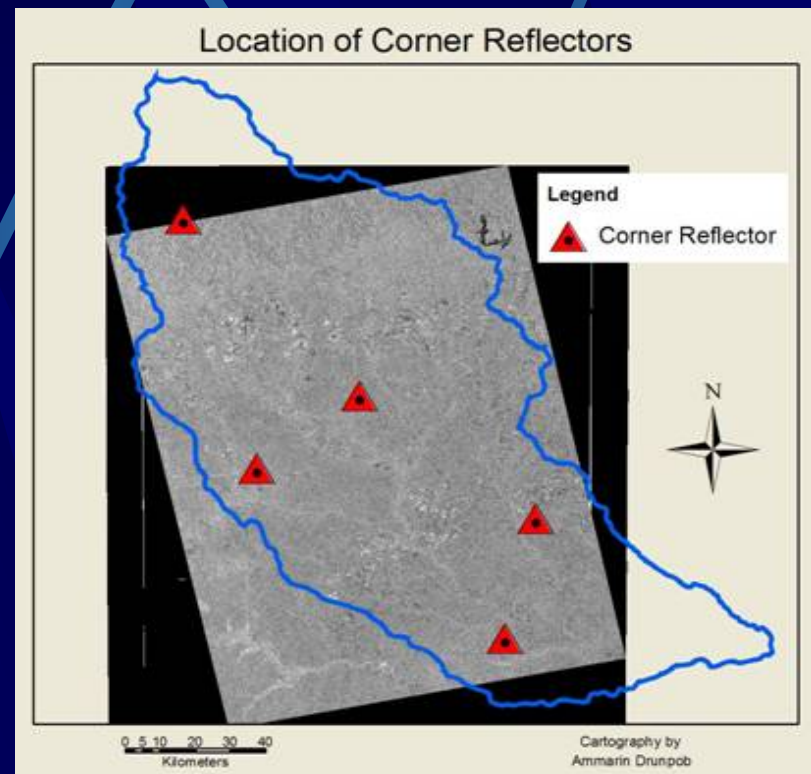 Location of Corner Reflectors
Legend
Corner Reflector
N
0 5 10 20 30 40
Kilometers
Cartography by
Ammarin Drunpob